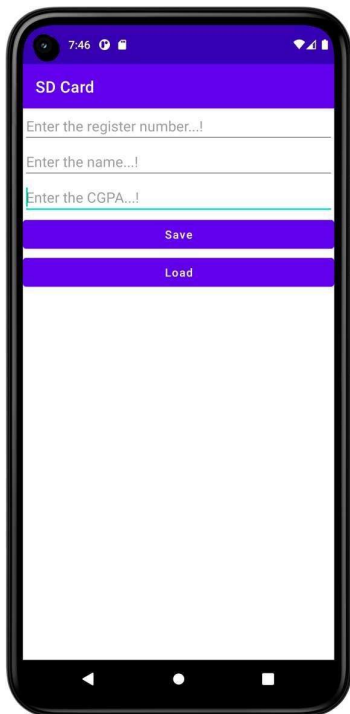 7:46
SD Card
Enter the register number...!
Enter the name...!
Enter the CGPA...!
Save
Load